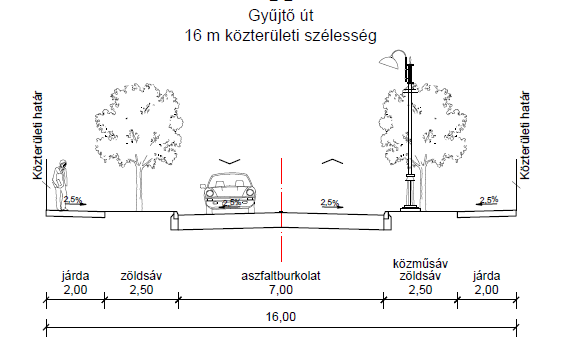 Gyűjtő út
16 m közterületi szélesség
Közterületi határ
Közterületi határ
2,5%
2,5%
2,5%
2,5%
járda
zöldsáv
aszfaltburkolat
közműsáv
zöldsáv
járda
2,00
2,50
7,00
2,50
2,00
16,00